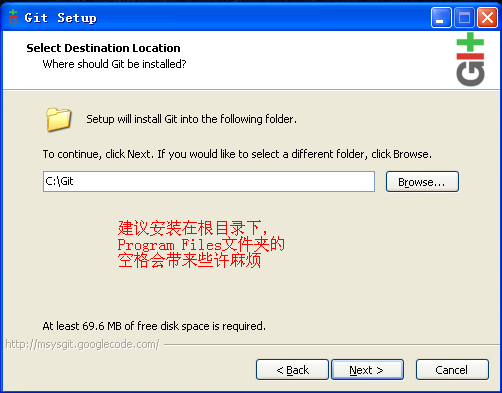 Git Setup
Select Destination Location
Where should Git be installed?
Setup will install Git into the following folder.
To continue, click Next. If you would like to select a different folder, click Browse.
C:\Git
Browse...
建议安装在根目录下,
Program Files文件夹的
空格会带来些许麻烦
At least 69.6 MB of free disk space is required.
http://msysgit.googlecode.com/
< Back
Next >
Cancel